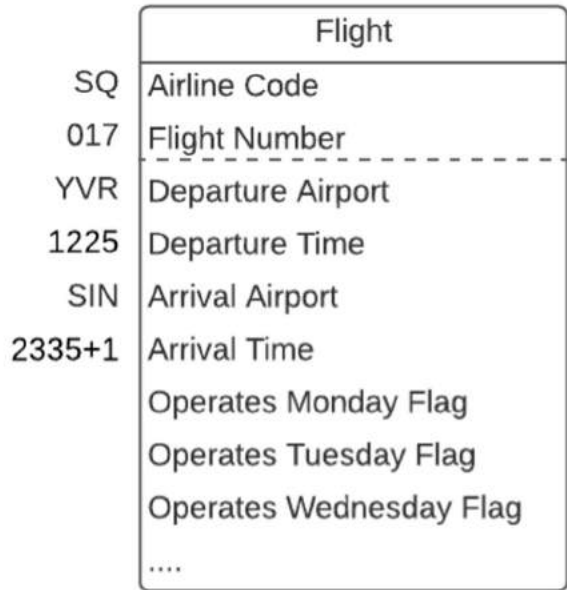 Flight
SQ Airline Code
017 Flight Number
YVR Departure Airport
1225 Departure Time
SIN Arrival Airport
2335+1 Arrival Time
Operates Monday Flag
Operates Tuesday Flag
Operates Wednesday Flag
....